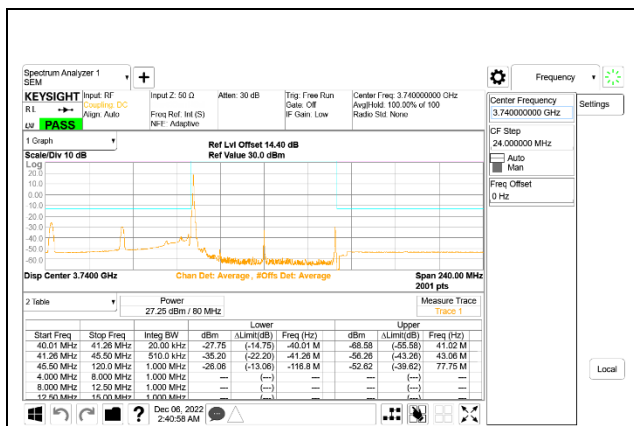 Spectrum Analyzer 1
SEM
Frequency
KEYSIGHT Input: RF Input Z: 50 Ω Atten: 30 dB Trig: Free Run Center Freq: 3.740000000 GHz
R L Coupling: DC Gate: Off Avg|Hold: 100.00% of 100
Align: Auto Freq Ref: Int (S) IF Gain: Low Radio Std: None
PASS NFE: Adaptive
Center Frequency
3.740000000 GHz
Settings
CF Step
24.000000 MHz
Auto
Man
Freq Offset
0 Hz
1 Graph
Ref Lvl Offset 14.40 dB
Scale/Div 10 dB Ref Value 30.0 dBm
Log
20.0
10.0
0.00
-10.0
-20.0
-30.0
-40.0
-50.0
-60.0
Disp Center 3.7400 GHz Chan Det: Average , #Offs Det: Average Span 240.00 MHz
2001 pts
2 Table Power Measure Trace
27.25 dBm / 80 MHz Trace 1
Lower Upper
Start Freq Stop Freq Integ BW dBm ΔLimit(dB) Freq (Hz) dBm ΔLimit(dB) Freq (Hz)
40.01 MHz 41.26 MHz 20.00 kHz -27.75 (-14.75) -40.01 M -68.58 (-55.58) 41.02 M
41.26 MHz 45.50 MHz 510.0 kHz -35.20 (-22.20) -41.26 M -56.26 (-43.26) 43.06 M
45.50 MHz 120.0 MHz 1.000 MHz -26.06 (-13.06) -116.8 M -52.62 (-39.62) 77.75 M
4.000 MHz 8.000 MHz 1.000 MHz --- (---) --- --- (---) ---
8.000 MHz 12.50 MHz 1.000 MHz --- (---) --- --- (---) ---
12.50 MHz 15.00 MHz 1.000 MHz --- (---) --- --- (---) ---
Local
Dec 06, 2022
2:40:58 AM